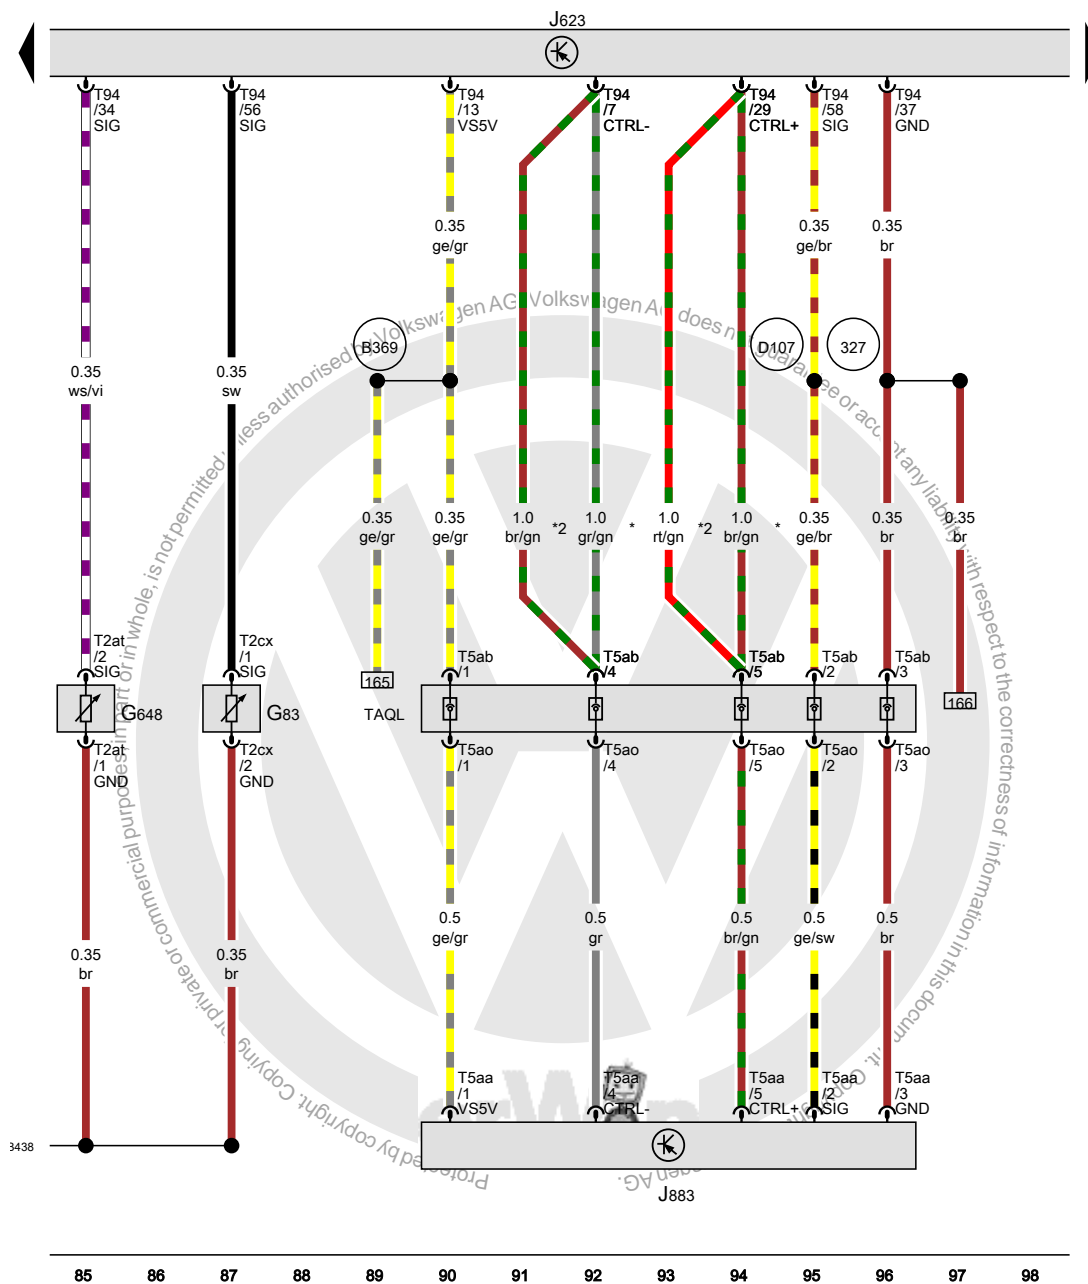 J623
T94 T94 T94 T94 T94 T94 T94
/34 /56 /13 /7 /29 /58 /37
SIG SIG VS5V CTRL- CTRL+ SIG GND
0.35 0.35 0.35
ge/gr ge/br br
B369 D107 327
0.35 0.35
ws/vi sw
0.35 0.35 1.0 *2 1.0 * 1.0 *2 1.0 * 0.35 0.35 0.35
ge/gr ge/gr br/gn gr/gn rt/gn br/gn ge/br br br
T2at T2cx T5ab T5ab T5ab T5ab T5ab
/2 /1 /1 /4 /5 /2 /3
SIG SIG
165 166
G648 G83 TAQL
T2at T2cx T5ao T5ao T5ao T5ao T5ao
/1 /2 /1 /4 /5 /2 /3
GND GND
0.5 0.5 0.5 0.5 0.5
ge/gr gr br/gn ge/sw br
0.35 0.35
br br
T5aa T5aa T5aa T5aa T5aa
/1 /4 /5 /2 /3
VS5V CTRL- CTRL+ SIG GND
3438
J883
85 86 87 88 89 90 91 92 93 94 95 96 97 98